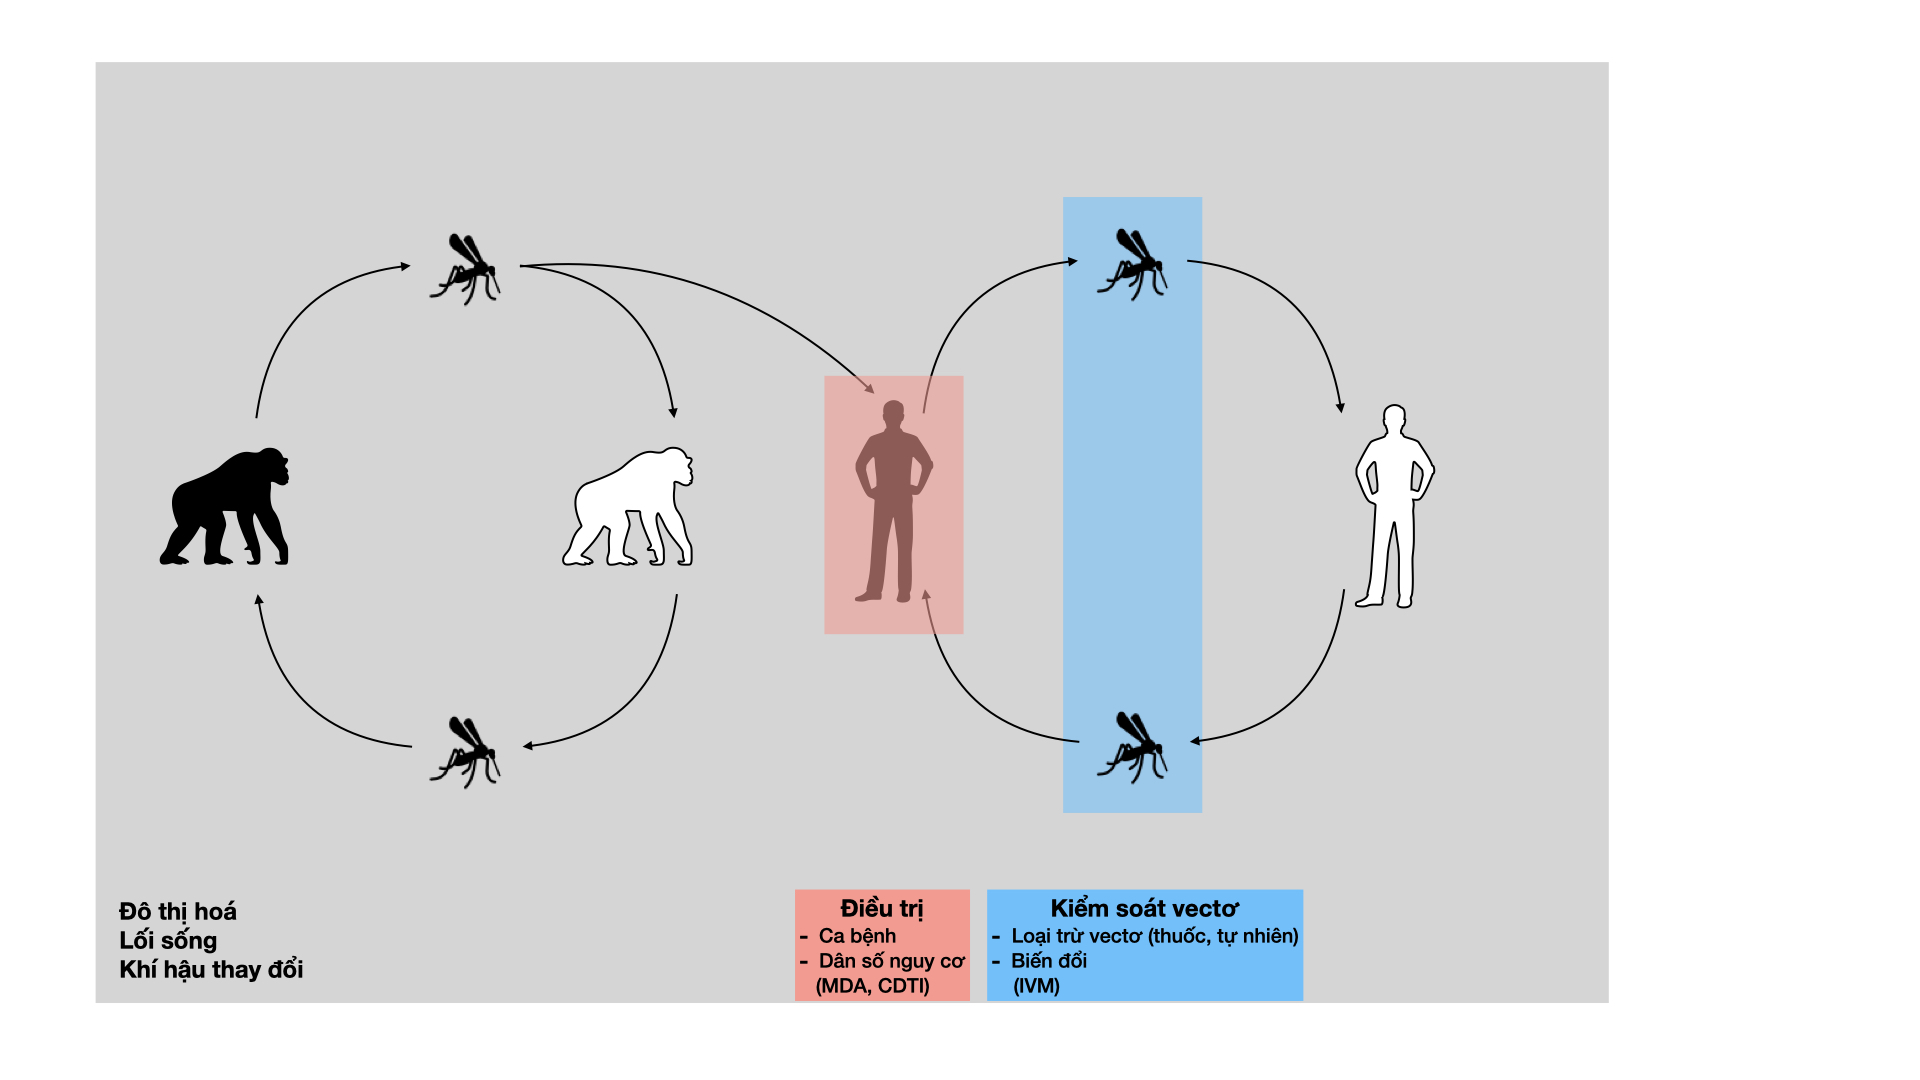 Đô thị hoá
Lối sống
Khí hậu thay đổi
Điều trị
- Ca bệnh
- Dân số nguy cơ
(MDA, CDTI)
Kiểm soát vectơ
- Loại trừ vectơ (thuốc, tự nhiên)
- Biến đổi
(IVM)